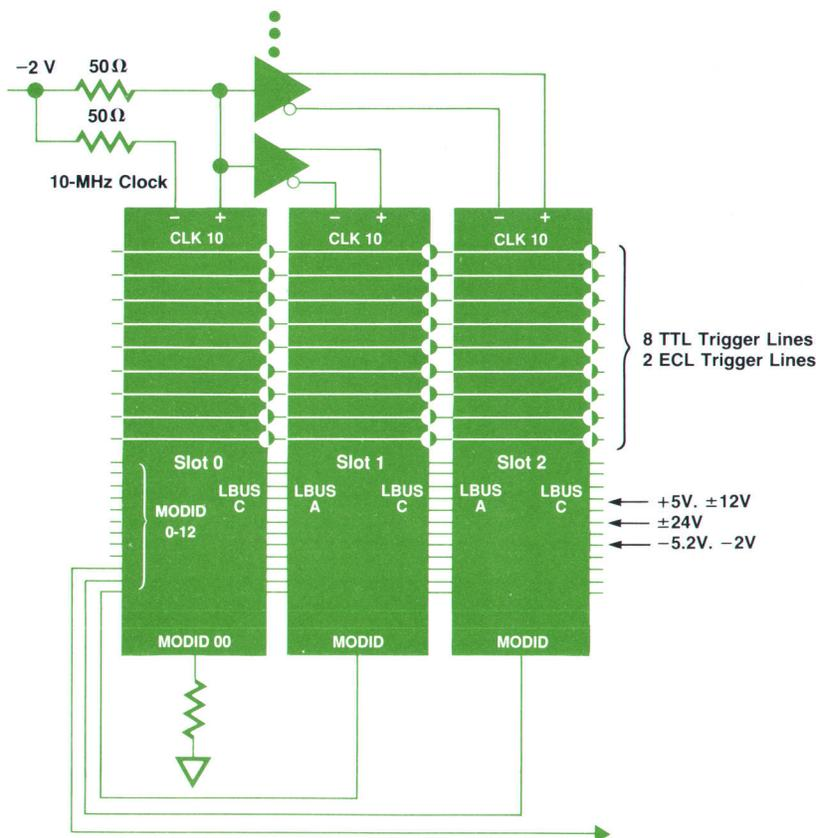 −2 V
50Ω
50Ω
10-MHz Clock
− +
CLK 10
− +
CLK 10
− +
CLK 10
8 TTL Trigger Lines
2 ECL Trigger Lines
Slot 0
Slot 1
Slot 2
MODID
0-12
LBUS
C
LBUS
A
LBUS
C
LBUS
A
LBUS
C
+5V. ±12V
±24V
−5.2V. −2V
MODID 00
MODID
MODID